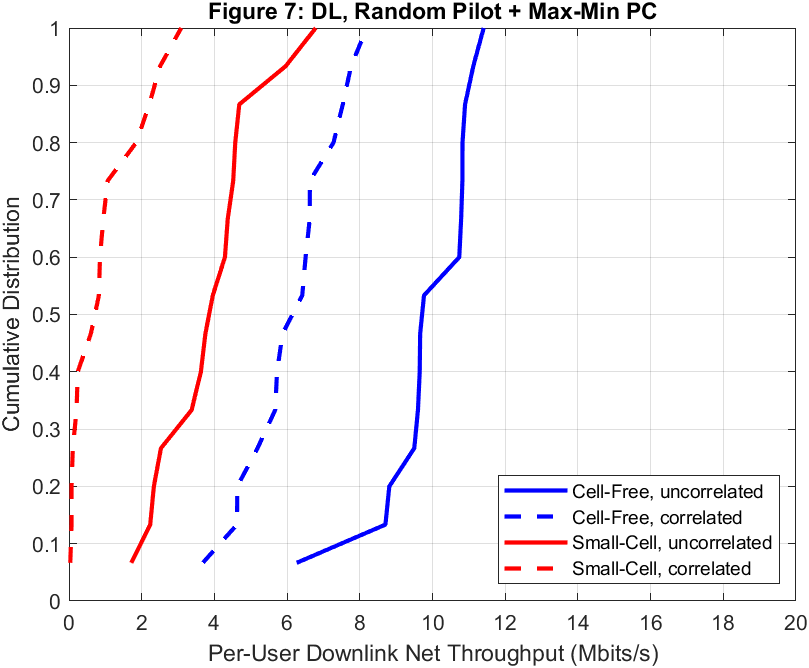 Figure 7: DL, Random Pilot + Max-Min PC
Cumulative Distribution
1
0.9
0.8
0.7
0.6
0.5
0.4
0.3
0.2
0.1
0
Cell-Free, uncorrelated
Cell-Free, correlated
Small-Cell, uncorrelated
Small-Cell, correlated
0 2 4 6 8 10 12 14 16 18 20
Per-User Downlink Net Throughput (Mbits/s)